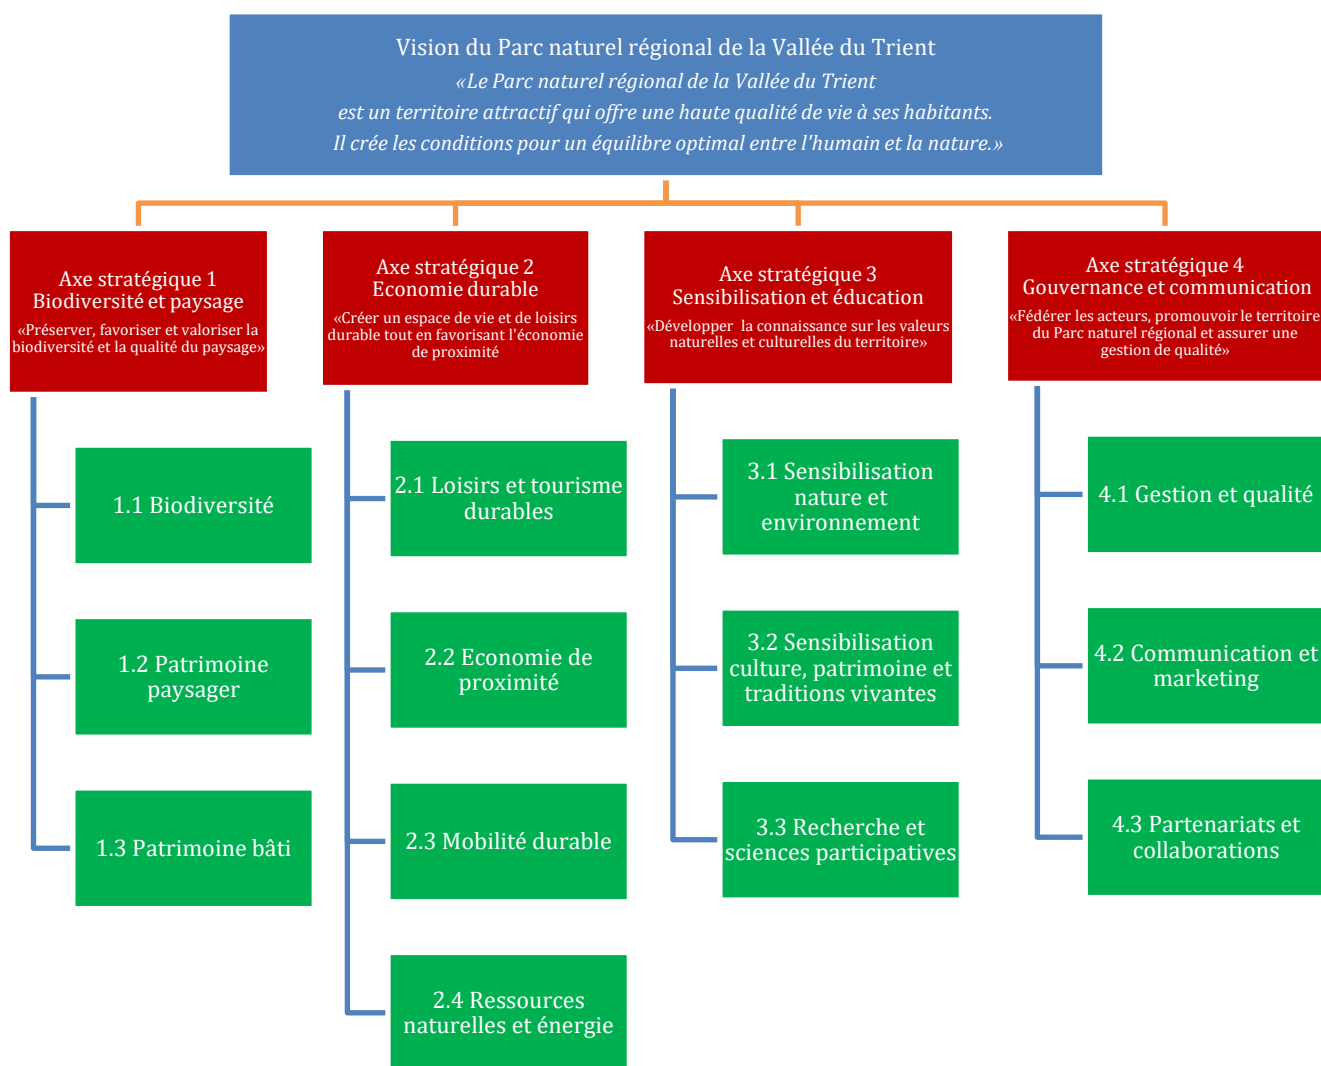 Vision du Parc naturel régional de la Vallée du Trient
«Le Parc naturel régional de la Vallée du Trient
est un territoire attractif qui offre une haute qualité de vie à ses habitants.
Il crée les conditions pour un équilibre optimal entre l'humain et la nature.»
Axe stratégique 1
Biodiversité et paysage
«Préserver, favoriser et valoriser la
biodiversité et la qualité du paysage»
1.1 Biodiversité
1.2 Patrimoine
paysager
1.3 Patrimoine bâti
Axe stratégique 2
Economie durable
«Créer un espace de vie et de loisirs
durable tout en favorisant l'économie
de proximité
2.1 Loisirs et tourisme
durables
2.2 Economie de
proximité
2.3 Mobilité durable
2.4 Ressources
naturelles et énergie
Axe stratégique 3
Sensibilisation et éducation
«Développer la connaissance sur les valeurs
naturelles et culturelles du territoire»
3.1 Sensibilisation
nature et
environnement
3.2 Sensibilisation
culture, patrimoine et
traditions vivantes
3.3 Recherche et
sciences participatives
Axe stratégique 4
Gouvernance et communication
«Fédérer les acteurs, promouvoir le territoire
du Parc naturel régional et assurer une
gestion de qualité»
4.1 Gestion et qualité
4.2 Communication et
marketing
4.3 Partenariats et
collaborations